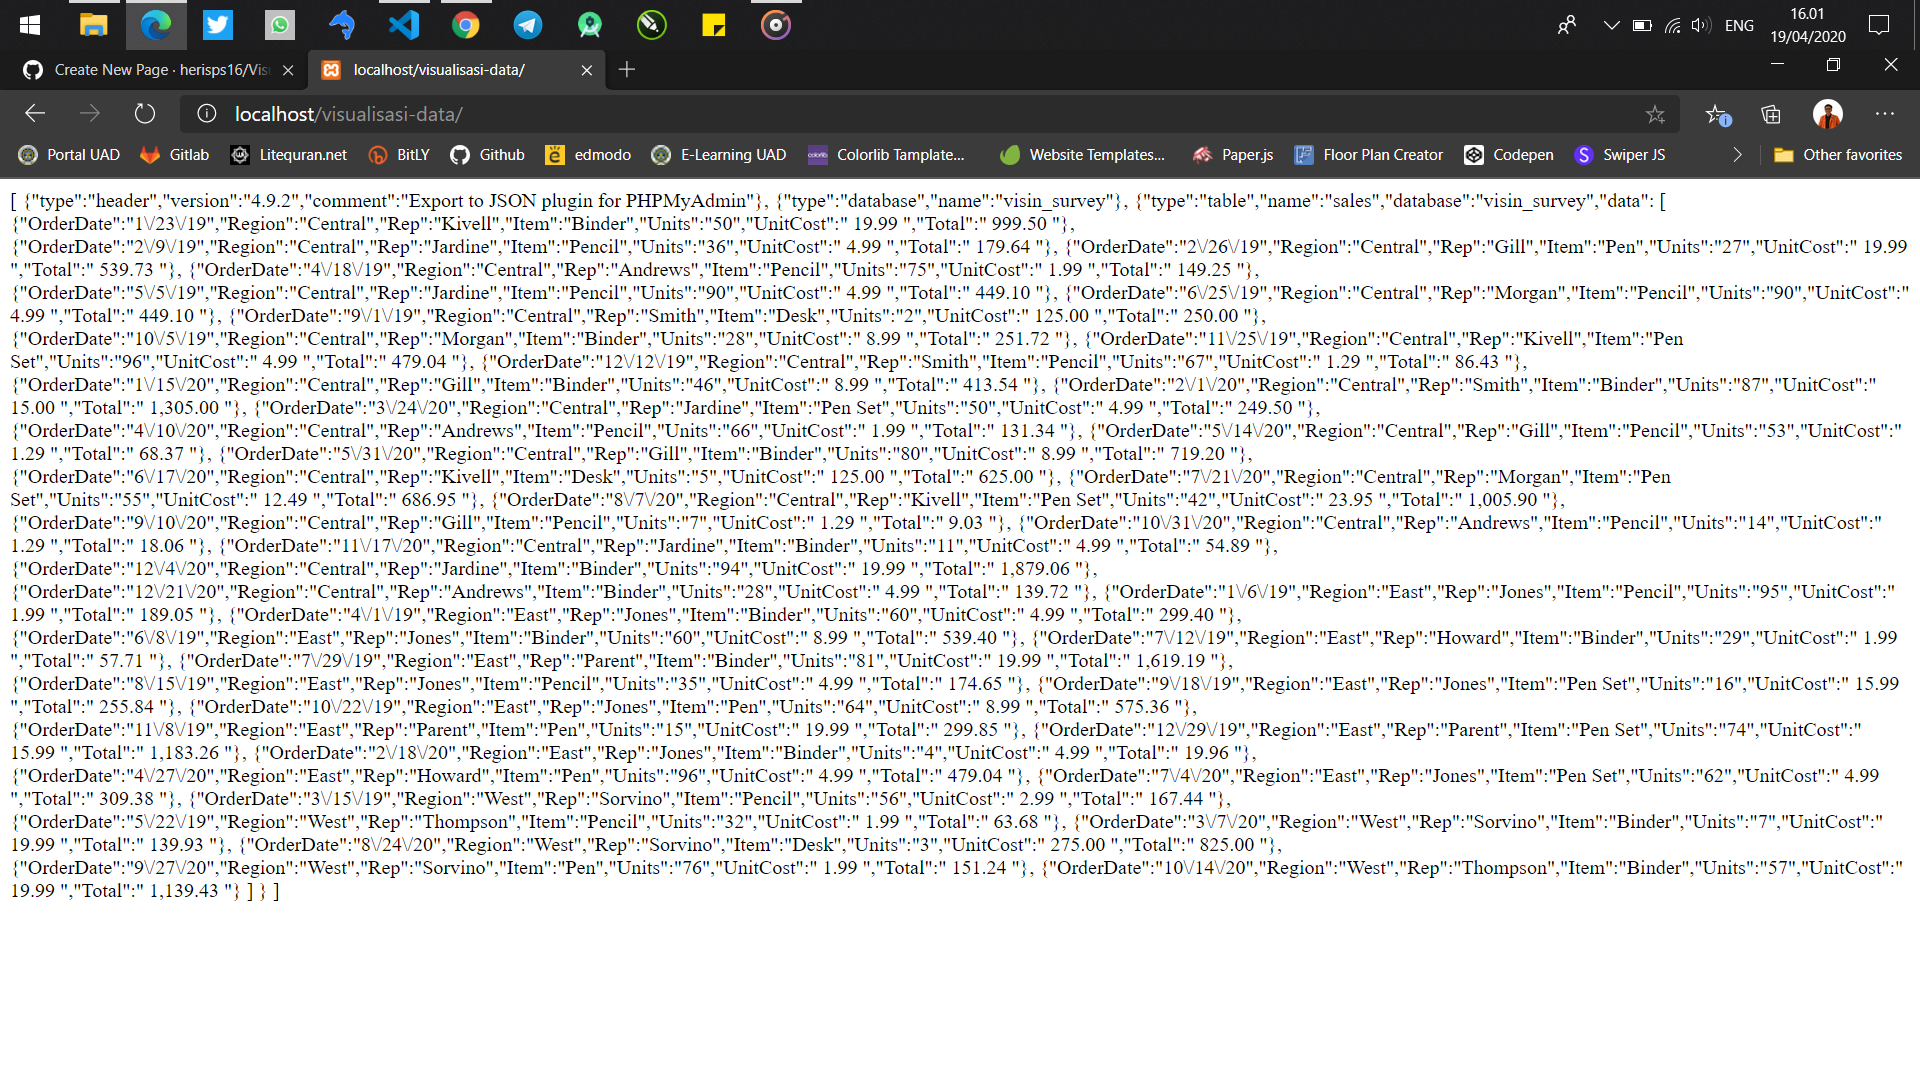 ENG
16.01
19/04/2020
Create New Page · herisps16/Vis
localhost/visualisasi-data/
localhost/visualisasi-data/
Portal UAD
Gitlab
Litequran.net
BitLY
Github
edmodo
E-Learning UAD
colorlib
Colorlib Tamplate...
Website Templates...
Paper.js
Floor Plan Creator
Codepen
Swiper JS
Other favorites
[ {"type":"header","version":"4.9.2","comment":"Export to JSON plugin for PHPMyAdmin"}, {"type":"database","name":"visin_survey"}, {"type":"table","name":"sales","database":"visin_survey","data": [
{"OrderDate":"1\/23\/19","Region":"Central","Rep":"Kivell","Item":"Binder","Units":"50","UnitCost":" 19.99 ","Total":" 999.50 "},
{"OrderDate":"2\/9\/19","Region":"Central","Rep":"Jardine","Item":"Pencil","Units":"36","UnitCost":" 4.99 ","Total":" 179.64 "}, {"OrderDate":"2\/26\/19","Region":"Central","Rep":"Gill","Item":"Pen","Units":"27","UnitCost":" 19.99
","Total":" 539.73 "}, {"OrderDate":"4\/18\/19","Region":"Central","Rep":"Andrews","Item":"Pencil","Units":"75","UnitCost":" 1.99 ","Total":" 149.25 "},
{"OrderDate":"5\/5\/19","Region":"Central","Rep":"Jardine","Item":"Pencil","Units":"90","UnitCost":" 4.99 ","Total":" 449.10 "}, {"OrderDate":"6\/25\/19","Region":"Central","Rep":"Morgan","Item":"Pencil","Units":"90","UnitCost":"
4.99 ","Total":" 449.10 "}, {"OrderDate":"9\/1\/19","Region":"Central","Rep":"Smith","Item":"Desk","Units":"2","UnitCost":" 125.00 ","Total":" 250.00 "},
{"OrderDate":"10\/5\/19","Region":"Central","Rep":"Morgan","Item":"Binder","Units":"28","UnitCost":" 8.99 ","Total":" 251.72 "}, {"OrderDate":"11\/25\/19","Region":"Central","Rep":"Kivell","Item":"Pen
Set","Units":"96","UnitCost":" 4.99 ","Total":" 479.04 "}, {"OrderDate":"12\/12\/19","Region":"Central","Rep":"Smith","Item":"Pencil","Units":"67","UnitCost":" 1.29 ","Total":" 86.43 "},
{"OrderDate":"1\/15\/20","Region":"Central","Rep":"Gill","Item":"Binder","Units":"46","UnitCost":" 8.99 ","Total":" 413.54 "}, {"OrderDate":"2\/1\/20","Region":"Central","Rep":"Smith","Item":"Binder","Units":"87","UnitCost":"
15.00 ","Total":" 1,305.00 "}, {"OrderDate":"3\/24\/20","Region":"Central","Rep":"Jardine","Item":"Pen Set","Units":"50","UnitCost":" 4.99 ","Total":" 249.50 "},
{"OrderDate":"4\/10\/20","Region":"Central","Rep":"Andrews","Item":"Pencil","Units":"66","UnitCost":" 1.99 ","Total":" 131.34 "}, {"OrderDate":"5\/14\/20","Region":"Central","Rep":"Gill","Item":"Pencil","Units":"53","UnitCost":"
1.29 ","Total":" 68.37 "}, {"OrderDate":"5\/31\/20","Region":"Central","Rep":"Gill","Item":"Binder","Units":"80","UnitCost":" 8.99 ","Total":" 719.20 "},
{"OrderDate":"6\/17\/20","Region":"Central","Rep":"Kivell","Item":"Desk","Units":"5","UnitCost":" 125.00 ","Total":" 625.00 "}, {"OrderDate":"7\/21\/20","Region":"Central","Rep":"Morgan","Item":"Pen
Set","Units":"55","UnitCost":" 12.49 ","Total":" 686.95 "}, {"OrderDate":"8\/7\/20","Region":"Central","Rep":"Kivell","Item":"Pen Set","Units":"42","UnitCost":" 23.95 ","Total":" 1,005.90 "},
{"OrderDate":"9\/10\/20","Region":"Central","Rep":"Gill","Item":"Pencil","Units":"7","UnitCost":" 1.29 ","Total":" 9.03 "}, {"OrderDate":"10\/31\/20","Region":"Central","Rep":"Andrews","Item":"Pencil","Units":"14","UnitCost":"
1.29 ","Total":" 18.06 "}, {"OrderDate":"11\/17\/20","Region":"Central","Rep":"Jardine","Item":"Binder","Units":"11","UnitCost":" 4.99 ","Total":" 54.89 "},
{"OrderDate":"12\/4\/20","Region":"Central","Rep":"Jardine","Item":"Binder","Units":"94","UnitCost":" 19.99 ","Total":" 1,879.06 "},
{"OrderDate":"12\/21\/20","Region":"Central","Rep":"Andrews","Item":"Binder","Units":"28","UnitCost":" 4.99 ","Total":" 139.72 "}, {"OrderDate":"1\/6\/19","Region":"East","Rep":"Jones","Item":"Pencil","Units":"95","UnitCost":"
1.99 ","Total":" 189.05 "}, {"OrderDate":"4\/1\/19","Region":"East","Rep":"Jones","Item":"Binder","Units":"60","UnitCost":" 4.99 ","Total":" 299.40 "},
{"OrderDate":"6\/8\/19","Region":"East","Rep":"Jones","Item":"Binder","Units":"60","UnitCost":" 8.99 ","Total":" 539.40 "}, {"OrderDate":"7\/12\/19","Region":"East","Rep":"Howard","Item":"Binder","Units":"29","UnitCost":" 1.99
","Total":" 57.71 "}, {"OrderDate":"7\/29\/19","Region":"East","Rep":"Parent","Item":"Binder","Units":"81","UnitCost":" 19.99 ","Total":" 1,619.19 "},
{"OrderDate":"8\/15\/19","Region":"East","Rep":"Jones","Item":"Pencil","Units":"35","UnitCost":" 4.99 ","Total":" 174.65 "}, {"OrderDate":"9\/18\/19","Region":"East","Rep":"Jones","Item":"Pen Set","Units":"16","UnitCost":" 15.99
","Total":" 255.84 "}, {"OrderDate":"10\/22\/19","Region":"East","Rep":"Jones","Item":"Pen","Units":"64","UnitCost":" 8.99 ","Total":" 575.36 "},
{"OrderDate":"11\/8\/19","Region":"East","Rep":"Parent","Item":"Pen","Units":"15","UnitCost":" 19.99 ","Total":" 299.85 "}, {"OrderDate":"12\/29\/19","Region":"East","Rep":"Parent","Item":"Pen Set","Units":"74","UnitCost":"
15.99 ","Total":" 1,183.26 "}, {"OrderDate":"2\/18\/20","Region":"East","Rep":"Jones","Item":"Binder","Units":"4","UnitCost":" 4.99 ","Total":" 19.96 "},
{"OrderDate":"4\/27\/20","Region":"East","Rep":"Howard","Item":"Pen","Units":"96","UnitCost":" 4.99 ","Total":" 479.04 "}, {"OrderDate":"7\/4\/20","Region":"East","Rep":"Jones","Item":"Pen Set","Units":"62","UnitCost":" 4.99
","Total":" 309.38 "}, {"OrderDate":"3\/15\/19","Region":"West","Rep":"Sorvino","Item":"Pencil","Units":"56","UnitCost":" 2.99 ","Total":" 167.44 "},
{"OrderDate":"5\/22\/19","Region":"West","Rep":"Thompson","Item":"Pencil","Units":"32","UnitCost":" 1.99 ","Total":" 63.68 "}, {"OrderDate":"3\/7\/20","Region":"West","Rep":"Sorvino","Item":"Binder","Units":"7","UnitCost":"
19.99 ","Total":" 139.93 "}, {"OrderDate":"8\/24\/20","Region":"West","Rep":"Sorvino","Item":"Desk","Units":"3","UnitCost":" 275.00 ","Total":" 825.00 "},
{"OrderDate":"9\/27\/20","Region":"West","Rep":"Sorvino","Item":"Pen","Units":"76","UnitCost":" 1.99 ","Total":" 151.24 "}, {"OrderDate":"10\/14\/20","Region":"West","Rep":"Thompson","Item":"Binder","Units":"57","UnitCost":"
19.99 ","Total":" 1,139.43 "} ] } ]